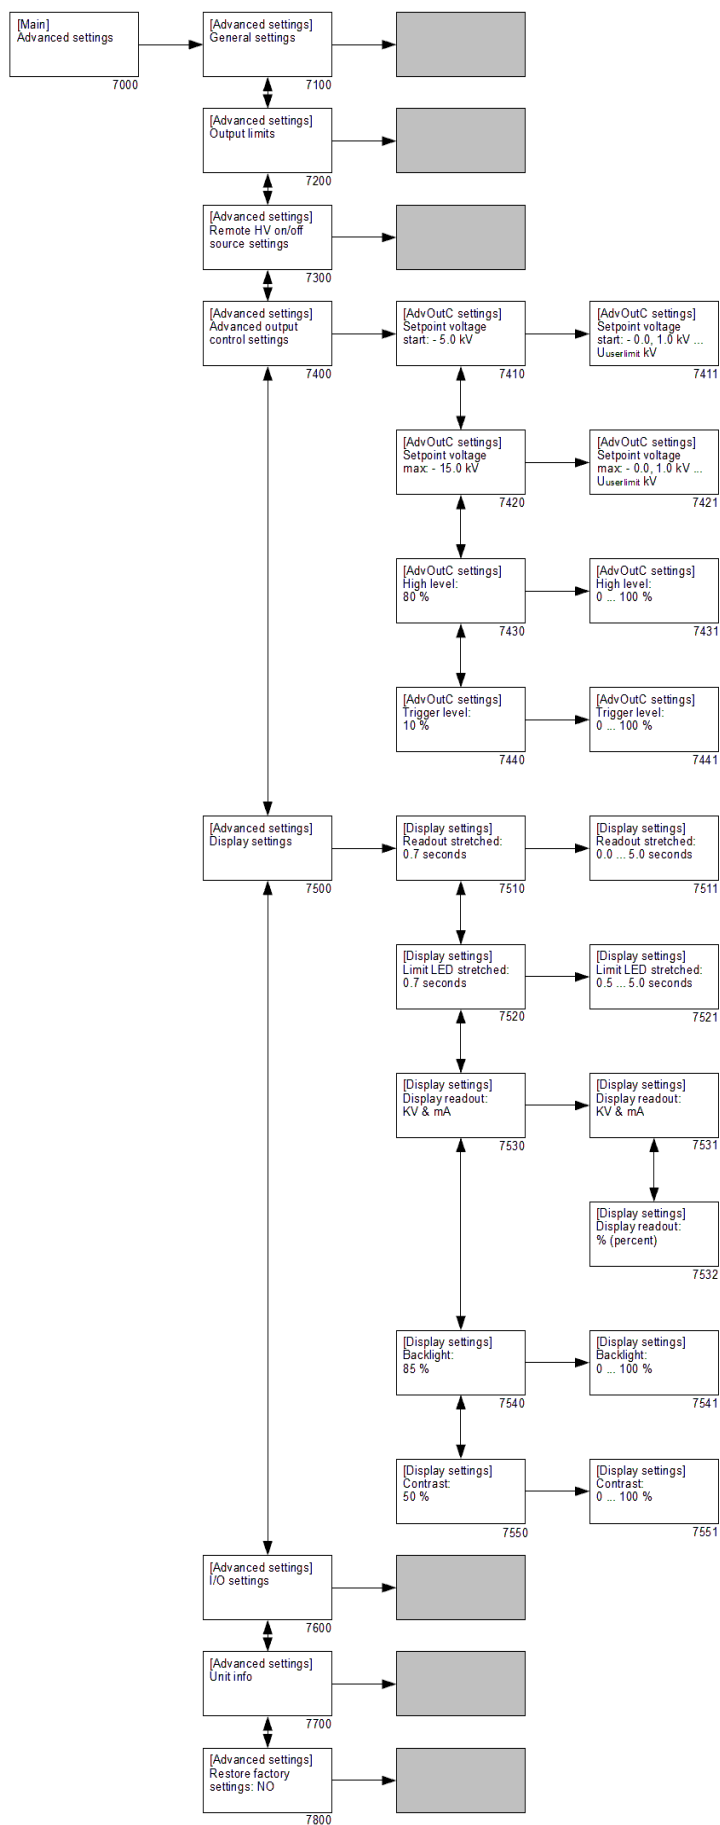 [Main]
Advanced settings
7000
[Advanced settings]
General settings
7100
[Advanced settings]
Output limits
7200
[Advanced settings]
Remote HV on/off
source settings
7300
[Advanced settings]
Advanced output
control settings
7400
[AdvOutC settings]
Setpoint voltage
start: - 5.0 kV
7410
[AdvOutC settings]
Setpoint voltage
start: - 0.0, 1.0 kV ...
Uuserlimit kV
7411
[AdvOutC settings]
Setpoint voltage
max: - 15.0 kV
7420
[AdvOutC settings]
Setpoint voltage
max: - 0.0, 1.0 kV ...
Uuserlimit kV
7421
[AdvOutC settings]
High level:
80 %
7430
[AdvOutC settings]
High level:
0 ... 100 %
7431
[AdvOutC settings]
Trigger level:
10 %
7440
[AdvOutC settings]
Trigger level:
0 ... 100 %
7441
[Advanced settings]
Display settings
7500
[Display settings]
Readout stretched:
0.7 seconds
7510
[Display settings]
Readout stretched:
0.0 ... 5.0 seconds
7511
[Display settings]
Limit LED stretched:
0.7 seconds
7520
[Display settings]
Limit LED stretched:
0.5 ... 5.0 seconds
7521
[Display settings]
Display readout:
KV & mA
7530
[Display settings]
Display readout:
KV & mA
7531
[Display settings]
Display readout:
% (percent)
7532
[Display settings]
Backlight:
85 %
7540
[Display settings]
Backlight:
0 ... 100 %
7541
[Display settings]
Contrast:
50 %
7550
[Display settings]
Contrast:
0 ... 100 %
7551
[Advanced settings]
I/O settings
7600
[Advanced settings]
Unit info
7700
[Advanced settings]
Restore factory
settings: NO
7800